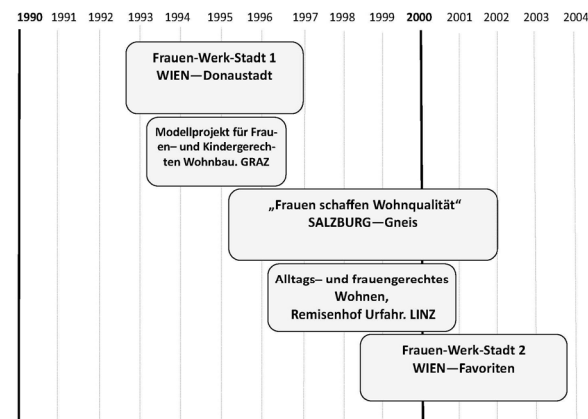 1990 1991 1992 1993 1994 1995 1996 1997 1998 1999 2000 2001 2002 2003 2004
Frauen-Werk-Stadt 1
WIEN—Donaustadt
Modellprojekt für Frau-
en– und Kindergerech-
ten Wohnbau. GRAZ
„Frauen schaffen Wohnqualität“
SALZBURG—Gneis
Alltags– und frauengerechtes
Wohnen,
Remisenhof Urfahr. LINZ
Frauen-Werk-Stadt 2
WIEN—Favoriten